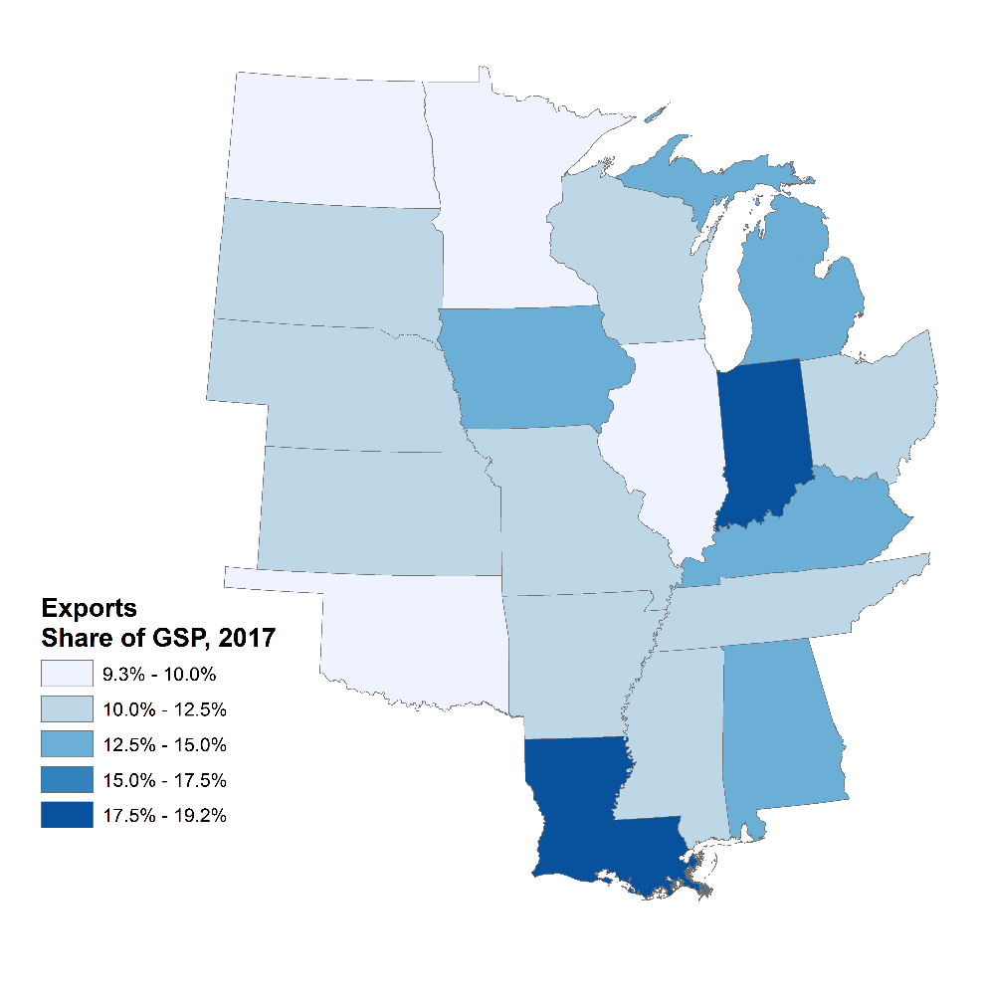 Exports
Share of GSP, 2017
9.3% - 10.0%
10.0% - 12.5%
12.5% - 15.0%
15.0% - 17.5%
17.5% - 19.2%